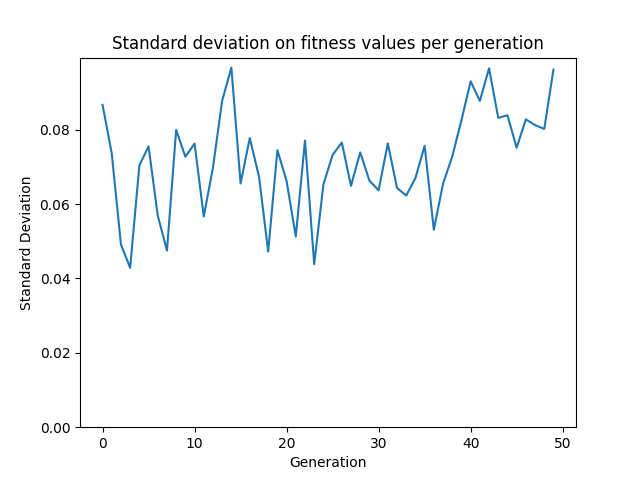 Standard deviation on fitness values per generation
Standard Deviation
0.08
0.06
0.04
0.02
0.00
0 10 20 30 40 50
Generation